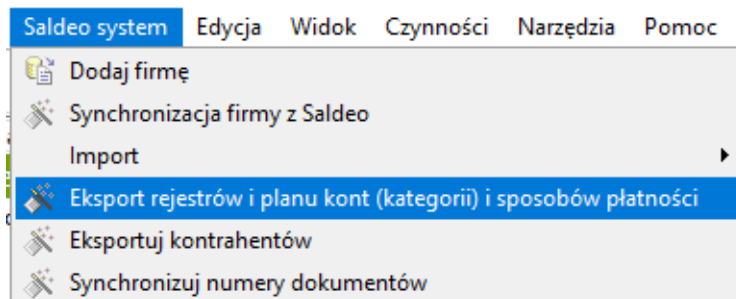 Saldeo system Edycja Widok Czynności Narzędzia Pomoc
Dodaj firmę
Synchronizacja firmy z Saldeo
Import
Eksport rejestrów i planu kont (kategorii) i sposobów płatności
Eksportuj kontrahentów
Synchronizuj numery dokumentów